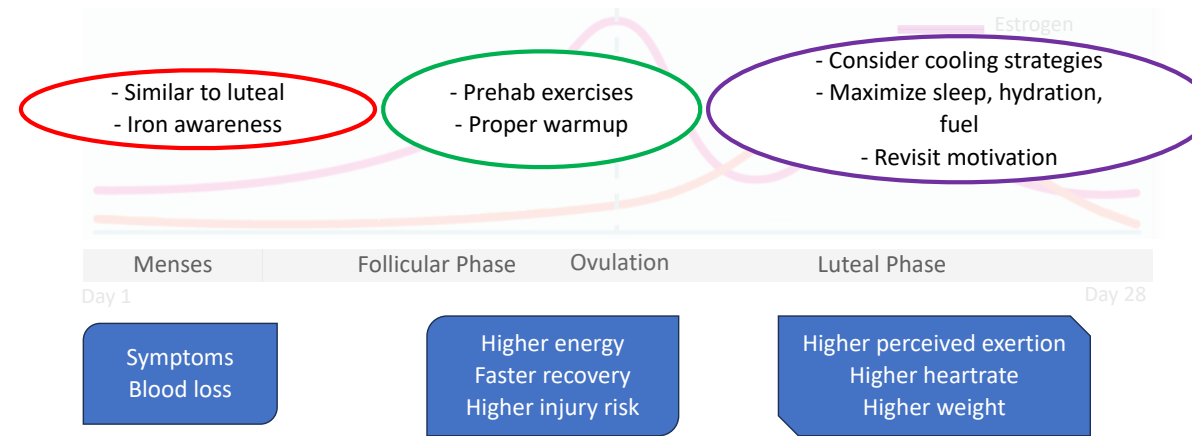 Estrogen
- Similar to luteal
- Iron awareness
- Prehab exercises
- Proper warmup
- Consider cooling strategies
- Maximize sleep, hydration,
fuel
- Revisit motivation
Menses
Follicular Phase
Ovulation
Luteal Phase
Day 1
Day 28
Symptoms
Blood loss
Higher energy
Faster recovery
Higher injury risk
Higher perceived exertion
Higher heartrate
Higher weight